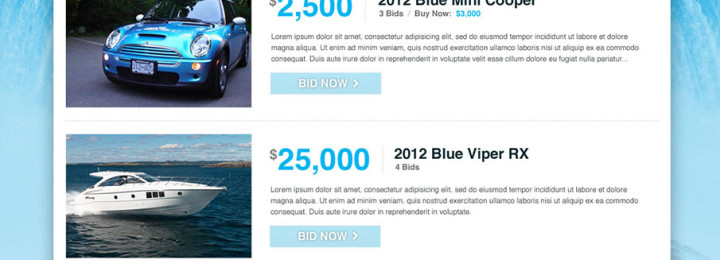 $2,500 2012 Blue Mini Cooper
3 Bids / Buy Now: $3,000
Lorem ipsum dolor sit amet, consectetur adipisicing elit, sed do eiusmod tempor incididunt ut labore et dolore
magna aliqua. Ut enim ad minim veniam, quis nostrud exercitation ullamco laboris nisi ut aliquip ex ea commodo
consequat. Duis aute irure dolor in reprehenderit in voluptate velit esse cillum dolore eu fugiat nulla pariatur...
BID NOW >
$25,000 2012 Blue Viper RX
4 Bids
Lorem ipsum dolor sit amet, consectetur adipisicing elit, sed do eiusmod tempor incididunt ut labore et dolore
magna aliqua. Ut enim ad minim veniam, quis nostrud exercitation ullamco laboris nisi ut aliquip ex ea commodo
consequat. Duis aute irure dolor in reprehenderit in voluptate.
BID NOW >